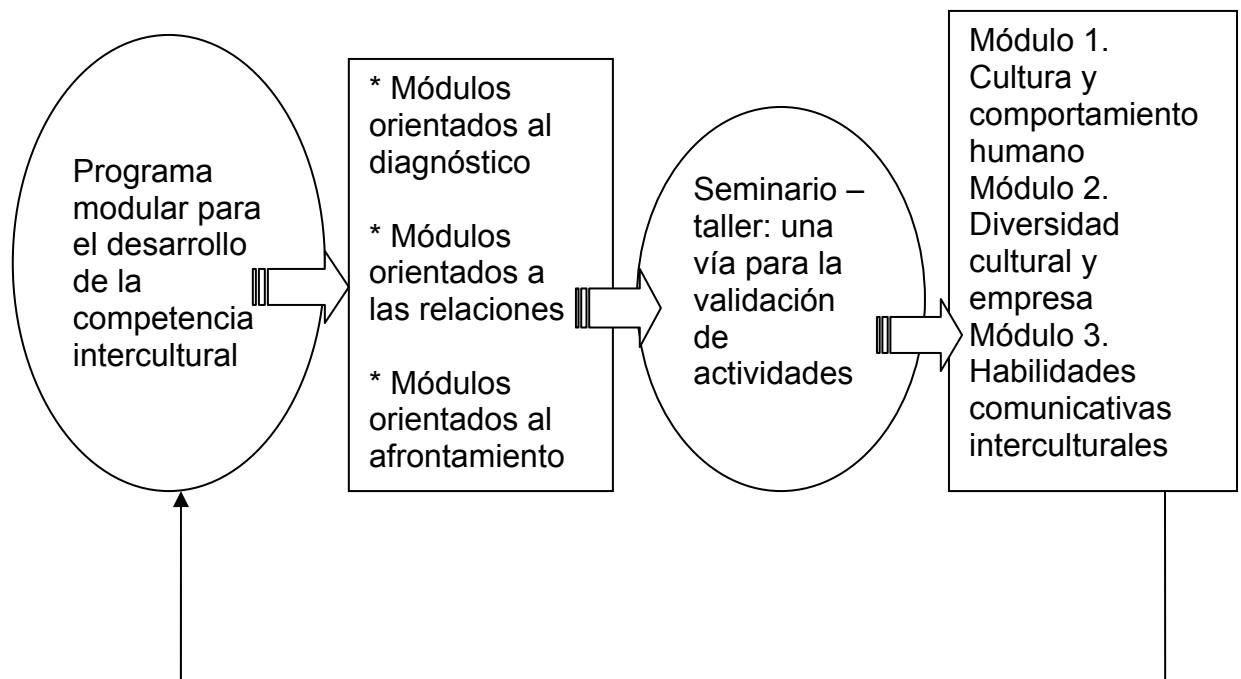 Programa
modular para
el desarrollo
de la
competencia
intercultural
* Módulos
orientados al
diagnóstico
* Módulos
orientados a
las relaciones
* Módulos
orientados al
afrontamiento
Seminario –
taller: una
vía para la
validación
de
actividades
Módulo 1.
Cultura y
comportamiento
humano
Módulo 2.
Diversidad
cultural y
empresa
Módulo 3.
Habilidades
comunicativas
interculturales